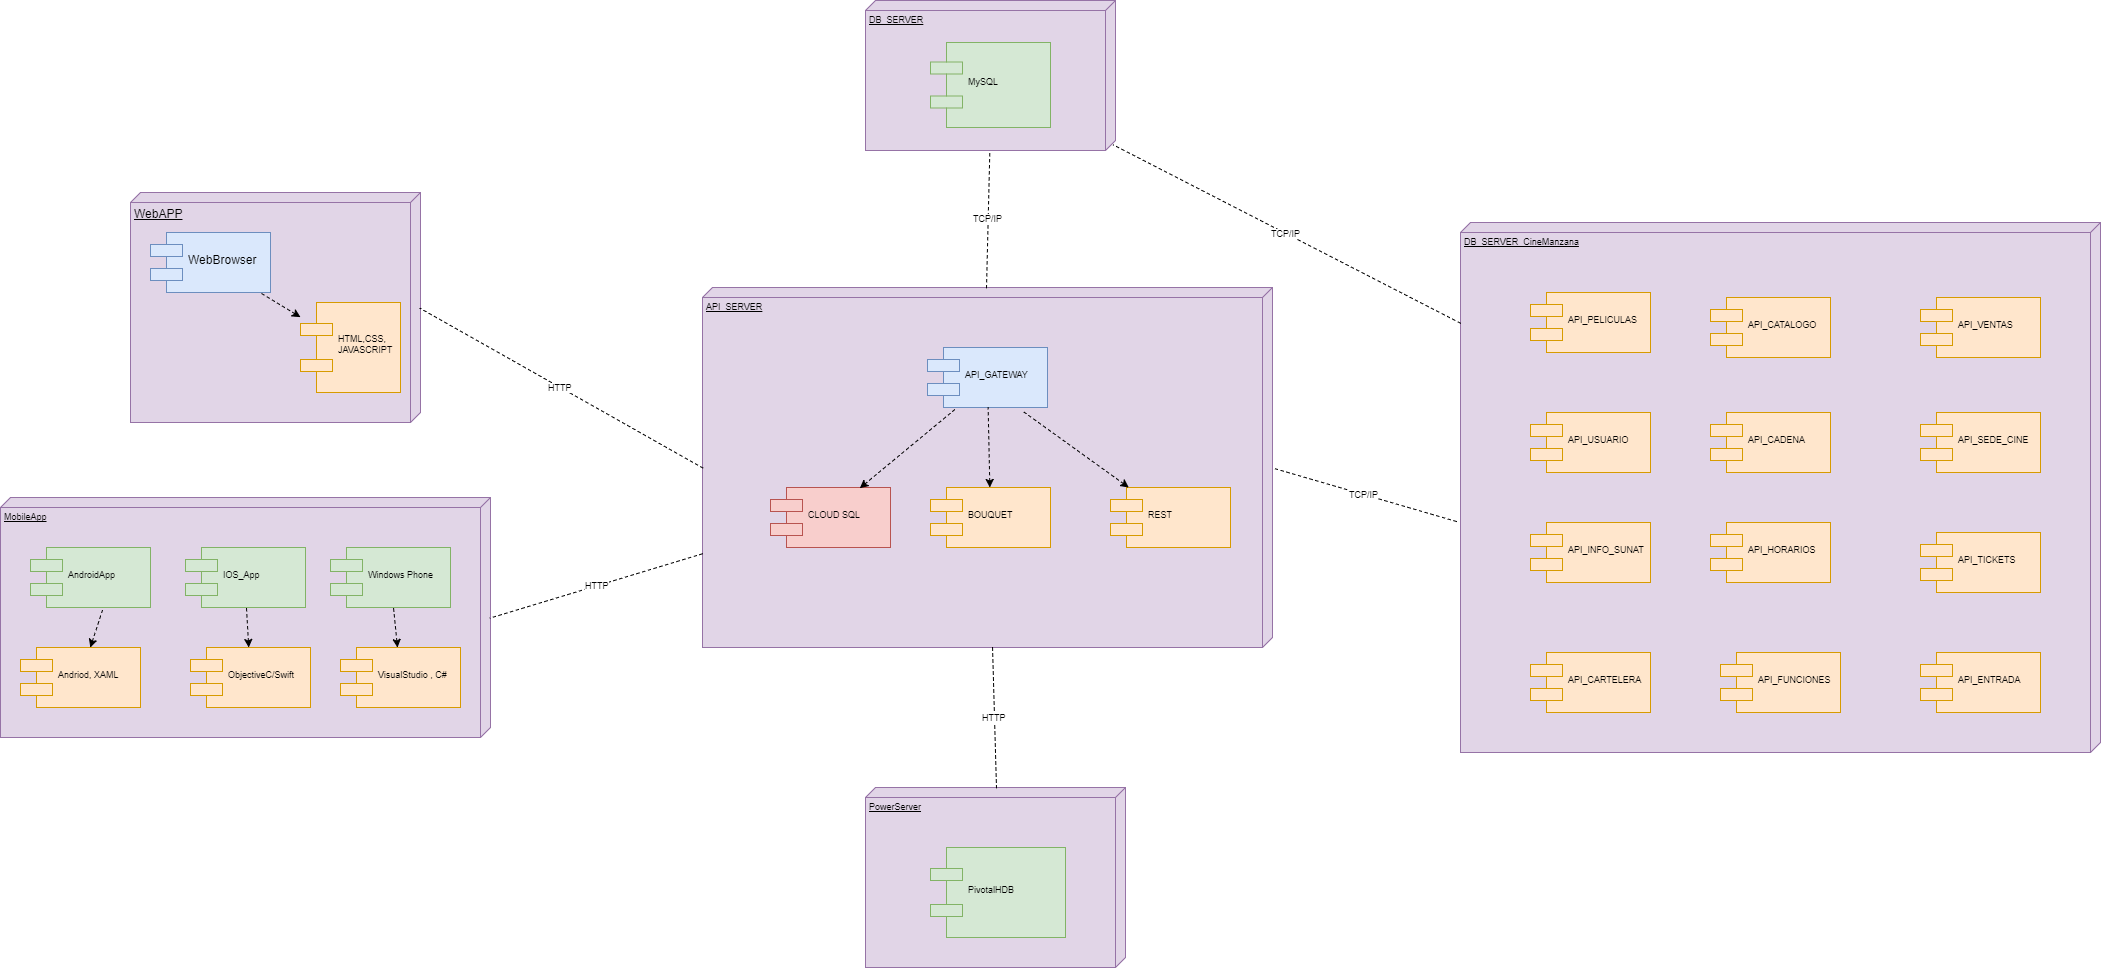 DB_SERVER
MySQL
TCP/IP
TCP/IP
WebAPP
WebBrowser
HTML,CSS,
JAVASCRIPT
HTTP
MobileApp
AndroidApp
IOS_App
Windows Phone
Andriod, XAML
ObjectiveC/Swift
VisualStudio , C#
HTTP
API_SERVER
API_GATEWAY
CLOUD SQL
BOUQUET
REST
TCP/IP
HTTP
PowerServer
PivotalHDB
DB_SERVER_CineManzana
API_PELICULAS
API_CATALOGO
API_VENTAS
API_USUARIO
API_CADENA
API_SEDE_CINE
API_INFO_SUNAT
API_HORARIOS
API_TICKETS
API_CARTELERA
API_FUNCIONES
API_ENTRADA